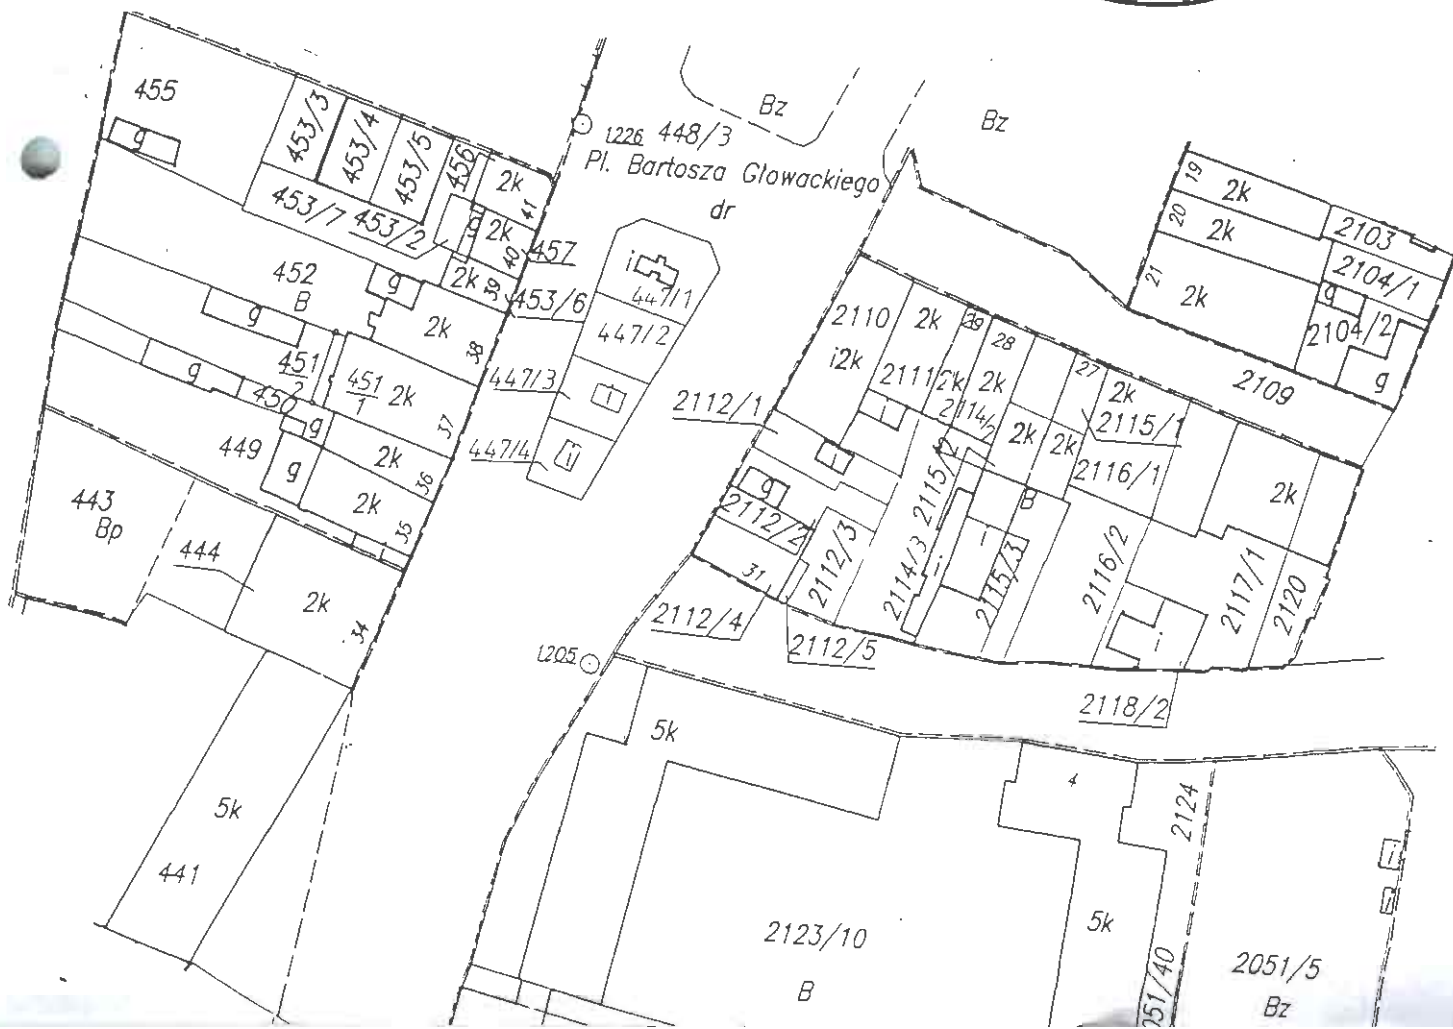 455
g
453/3
453/4
453/5
456
2k
41
453/7
453/2
g
2k
40
457
2k
39
453/6
452
B
g
2k
38
g
451/2
451/1
2k
37
g
450
g
2k
36
449
g
2k
35
443
Bp
444
2k
34
5k
441
1226
448/3
Pl. Bartosza Głowackiego
dr
Bz
Bz
i
447/1
447/2
447/3
i
447/4
i
1205
19
2k
20
2k
21
2k
2103
2104/1
g
2104/2
g
2109
2110
i2k
2k
29
28
2111
2k
2k
27
2k
2114/2
2115/1
2112/1
i
i
2k
2k
2116/1
2115/2
2k
g
2112/2
2112/3
B
i
i
2114/3
2115/3
2116/2
2117/1
2120
31
2112/4
2112/5
i
2118/2
5k
4
2124
5k
2123/10
B
2051/5
Bz
i
i